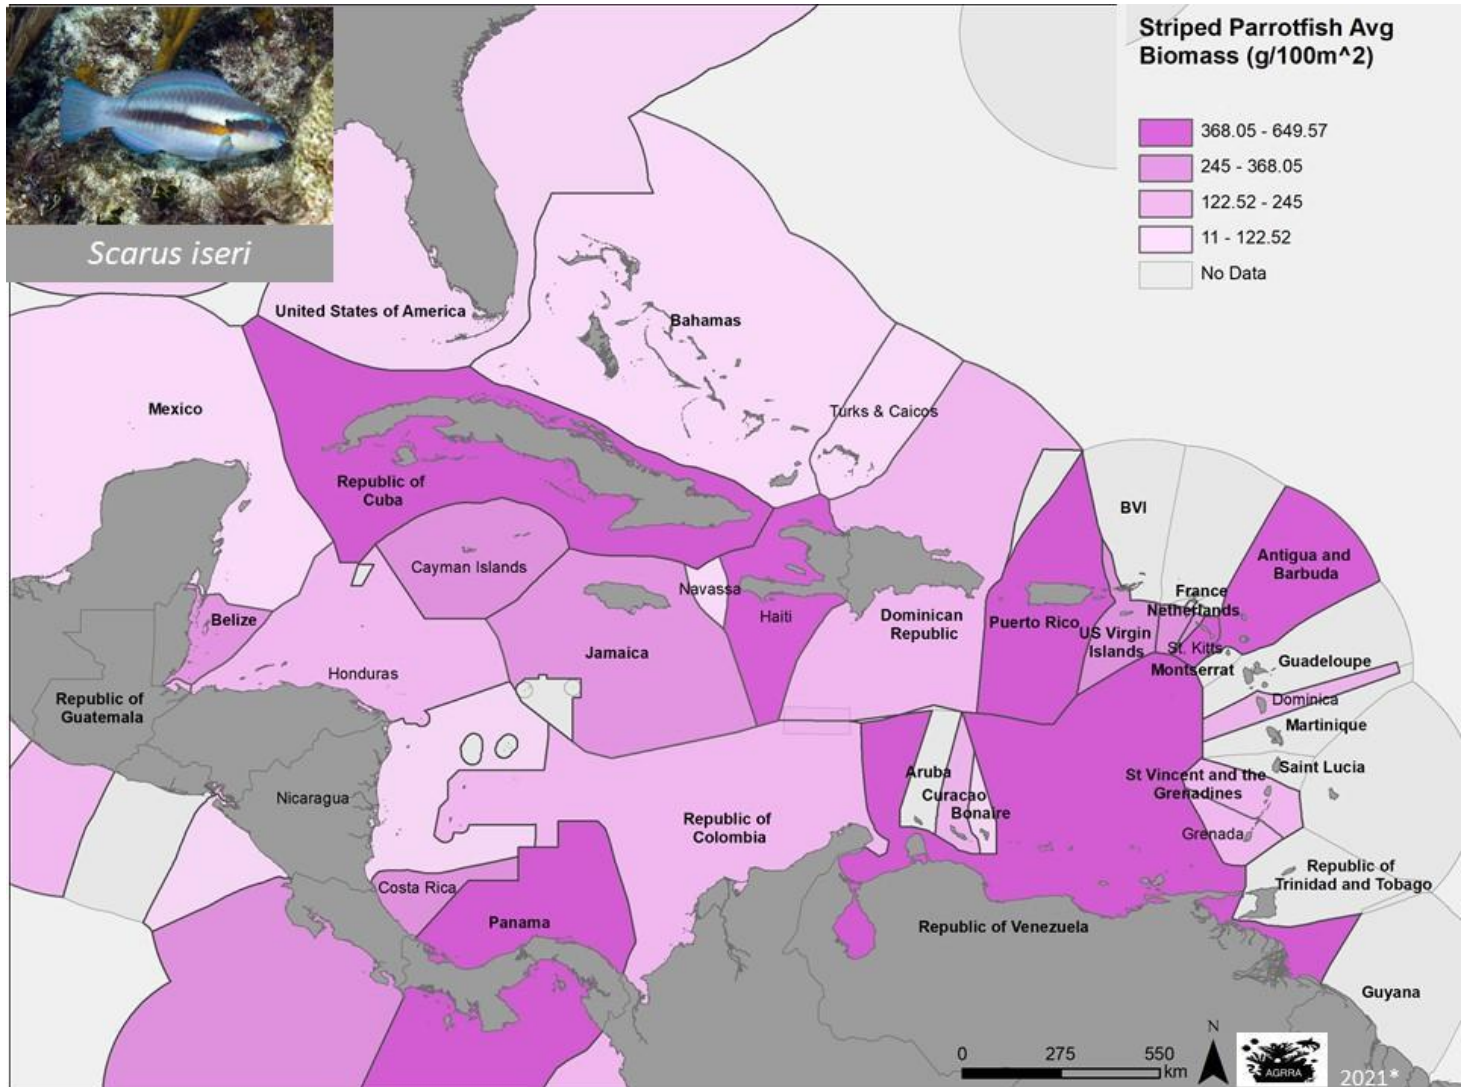 Scarus iseri
Striped Parrotfish Avg
Biomass (g/100m^2)
368.05 - 649.57
245 - 368.05
122.52 - 245
11 - 122.52
No Data
United States of America
Bahamas
Mexico
Turks & Caicos
Republic of
Cuba
BVI
Cayman Islands
Antigua and
Barbuda
Navassa
France
Netherlands
Belize
Haiti
Dominican
Republic
Puerto Rico
US Virgin
Islands
St. Kitts
Jamaica
Montserrat
Guadeloupe
Honduras
Dominica
Republic of
Guatemala
Martinique
Aruba
Saint Lucia
St Vincent and the
Grenadines
Curacao
Bonaire
Nicaragua
Republic of
Colombia
Grenada
Costa Rica
Republic of
Trinidad and Tobago
Panama
Republic of Venezuela
Guyana
N
0 275 550
km
AGRRA
2021*